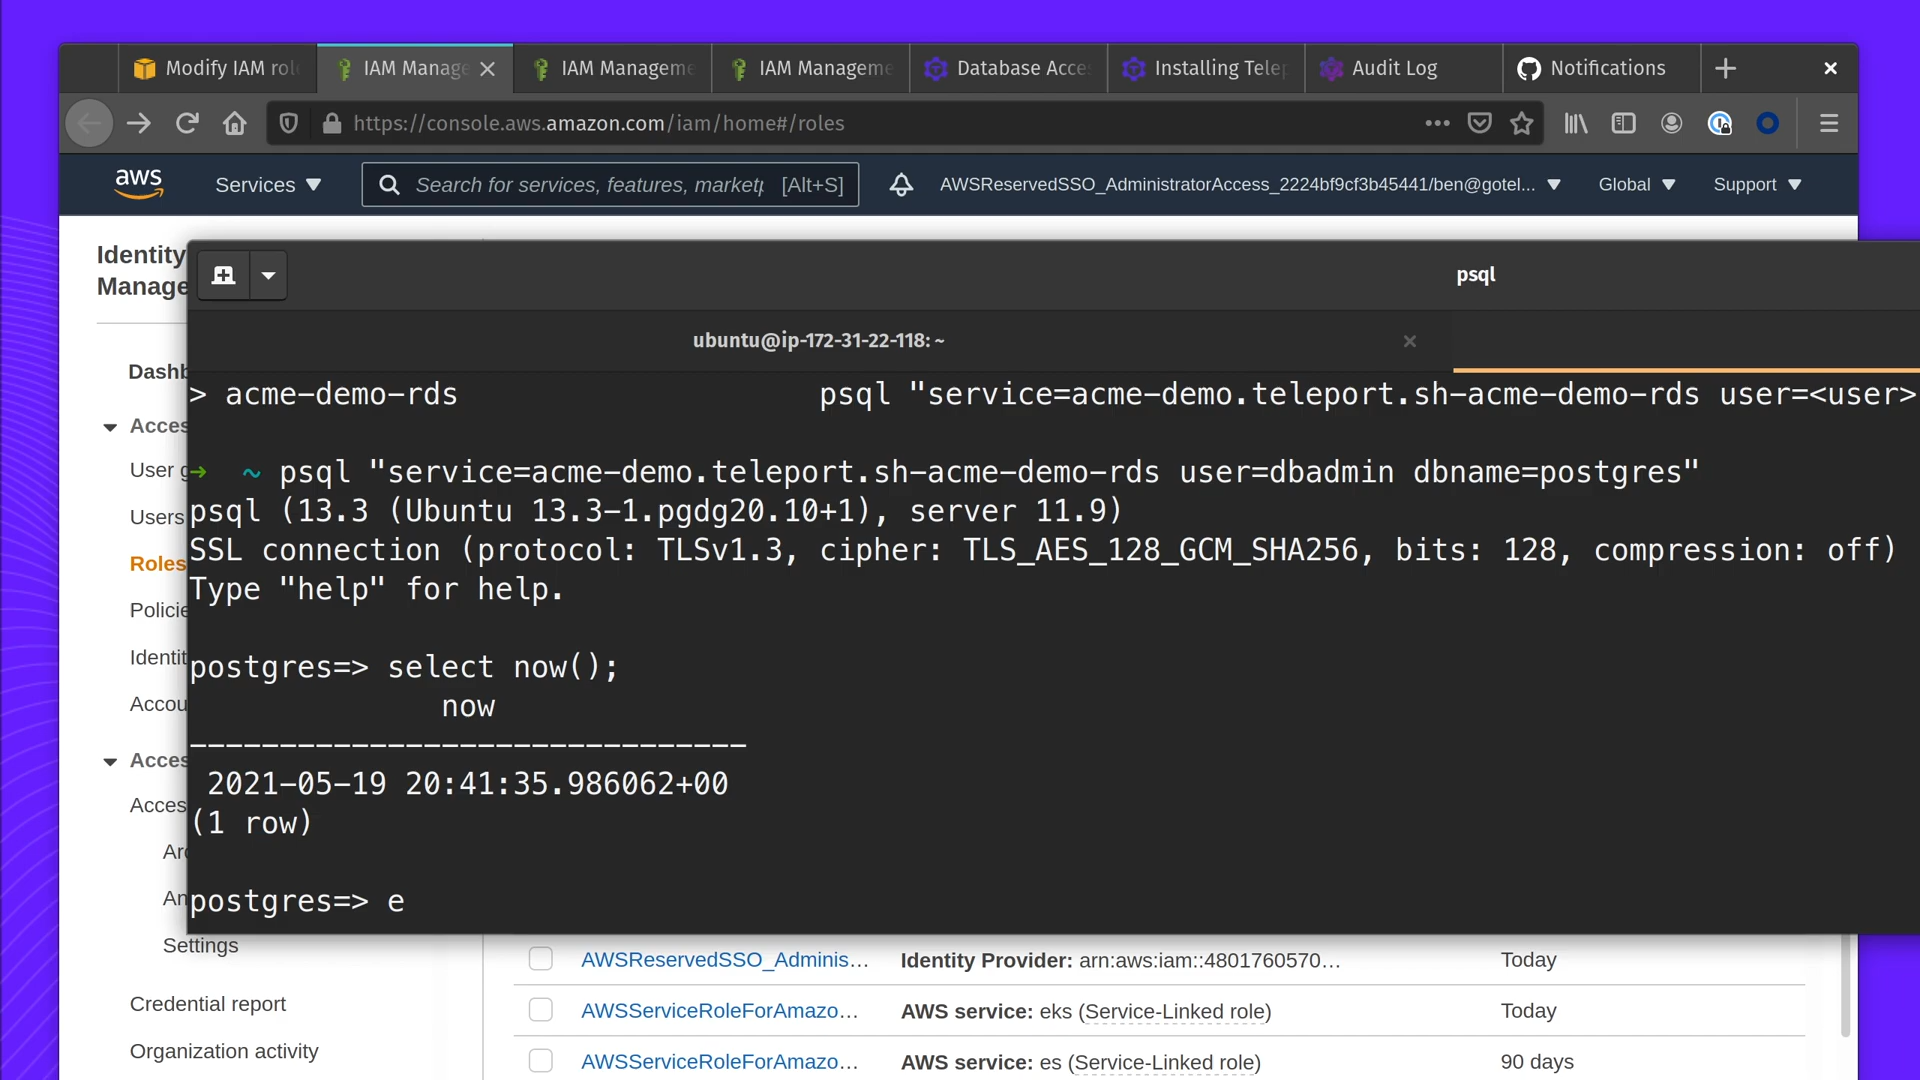 Modify IAM rol
IAM Manage
IAM Manageme
IAM Manageme
Database Acce
Installing Telep
Audit Log
Notifications
https://console.aws.amazon.com/iam/home#/roles
aws
Services
Search for services, features, marketp
[Alt+S]
AWSReservedSSO_AdministratorAccess_2224bf9cf3b45441/ben@gotel...
Global
Support
Identity
Manage
psql
ubuntu@ip-172-31-22-118: ~
> acme-demo-rds psql "service=acme-demo.teleport.sh-acme-demo-rds user=<user>
→ ~ psql "service=acme-demo.teleport.sh-acme-demo-rds user=dbadmin dbname=postgres"
psql (13.3 (Ubuntu 13.3-1.pgdg20.10+1), server 11.9)
SSL connection (protocol: TLSv1.3, cipher: TLS_AES_128_GCM_SHA256, bits: 128, compression: off)
Type "help" for help.
postgres=> select now();
now
-------------------------------
2021-05-19 20:41:35.986062+00
(1 row)
postgres=> e
Dashb
Acces
User g
Users
Roles
Policie
Identit
Accou
Acces
Acces
Arc
An
Settings
Credential report
Organization activity
AWSReservedSSO_Adminis... Identity Provider: arn:aws:iam::4801760570... Today
AWSServiceRoleForAmazo... AWS service: eks (Service-Linked role) Today
AWSServiceRoleForAmazo... AWS service: es (Service-Linked role) 90 days